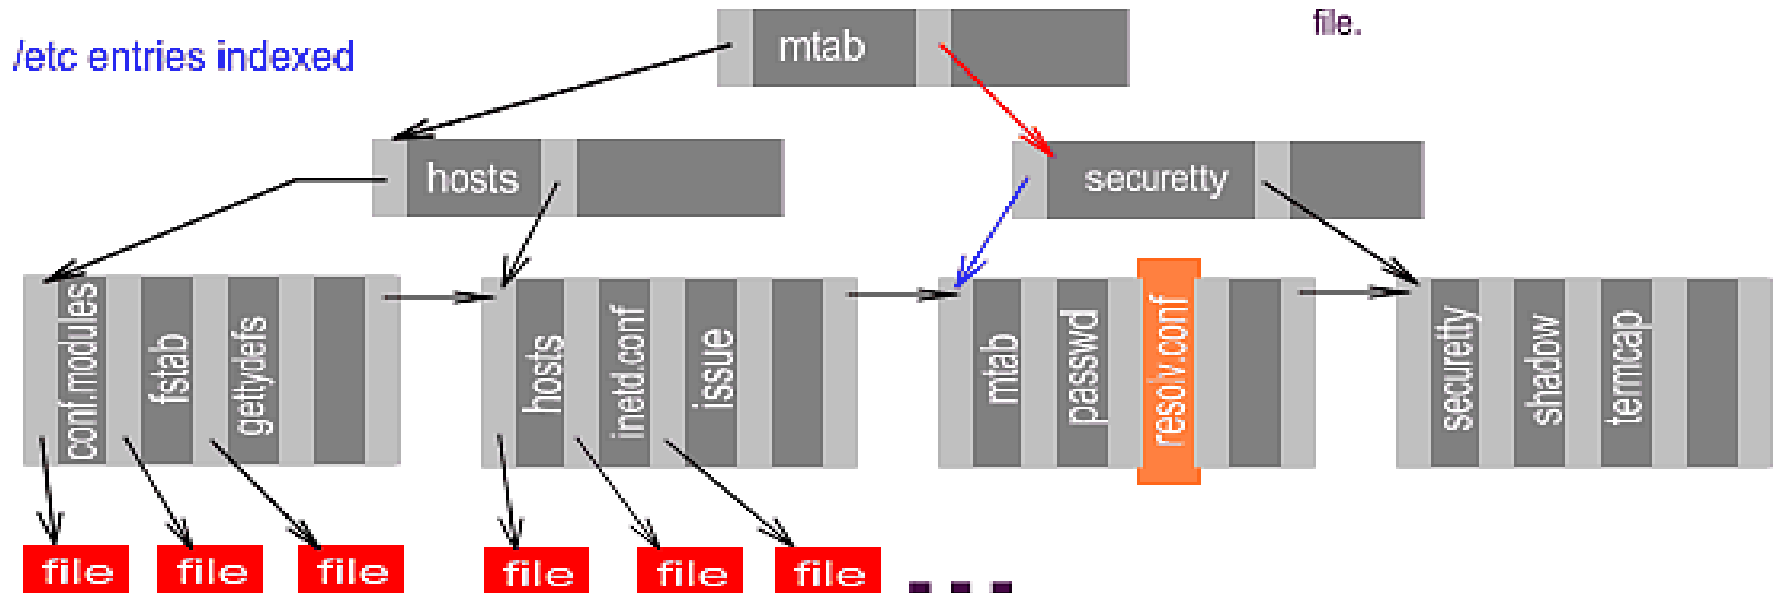 file.
/etc entries indexed
mtab
hosts
securetty
conf.modules
fstab
gettydefs
hosts
inetd.conf
issue
mtab
passwd
resolv.conf
securetty
shadow
termcap
file
file
file
file
file
file